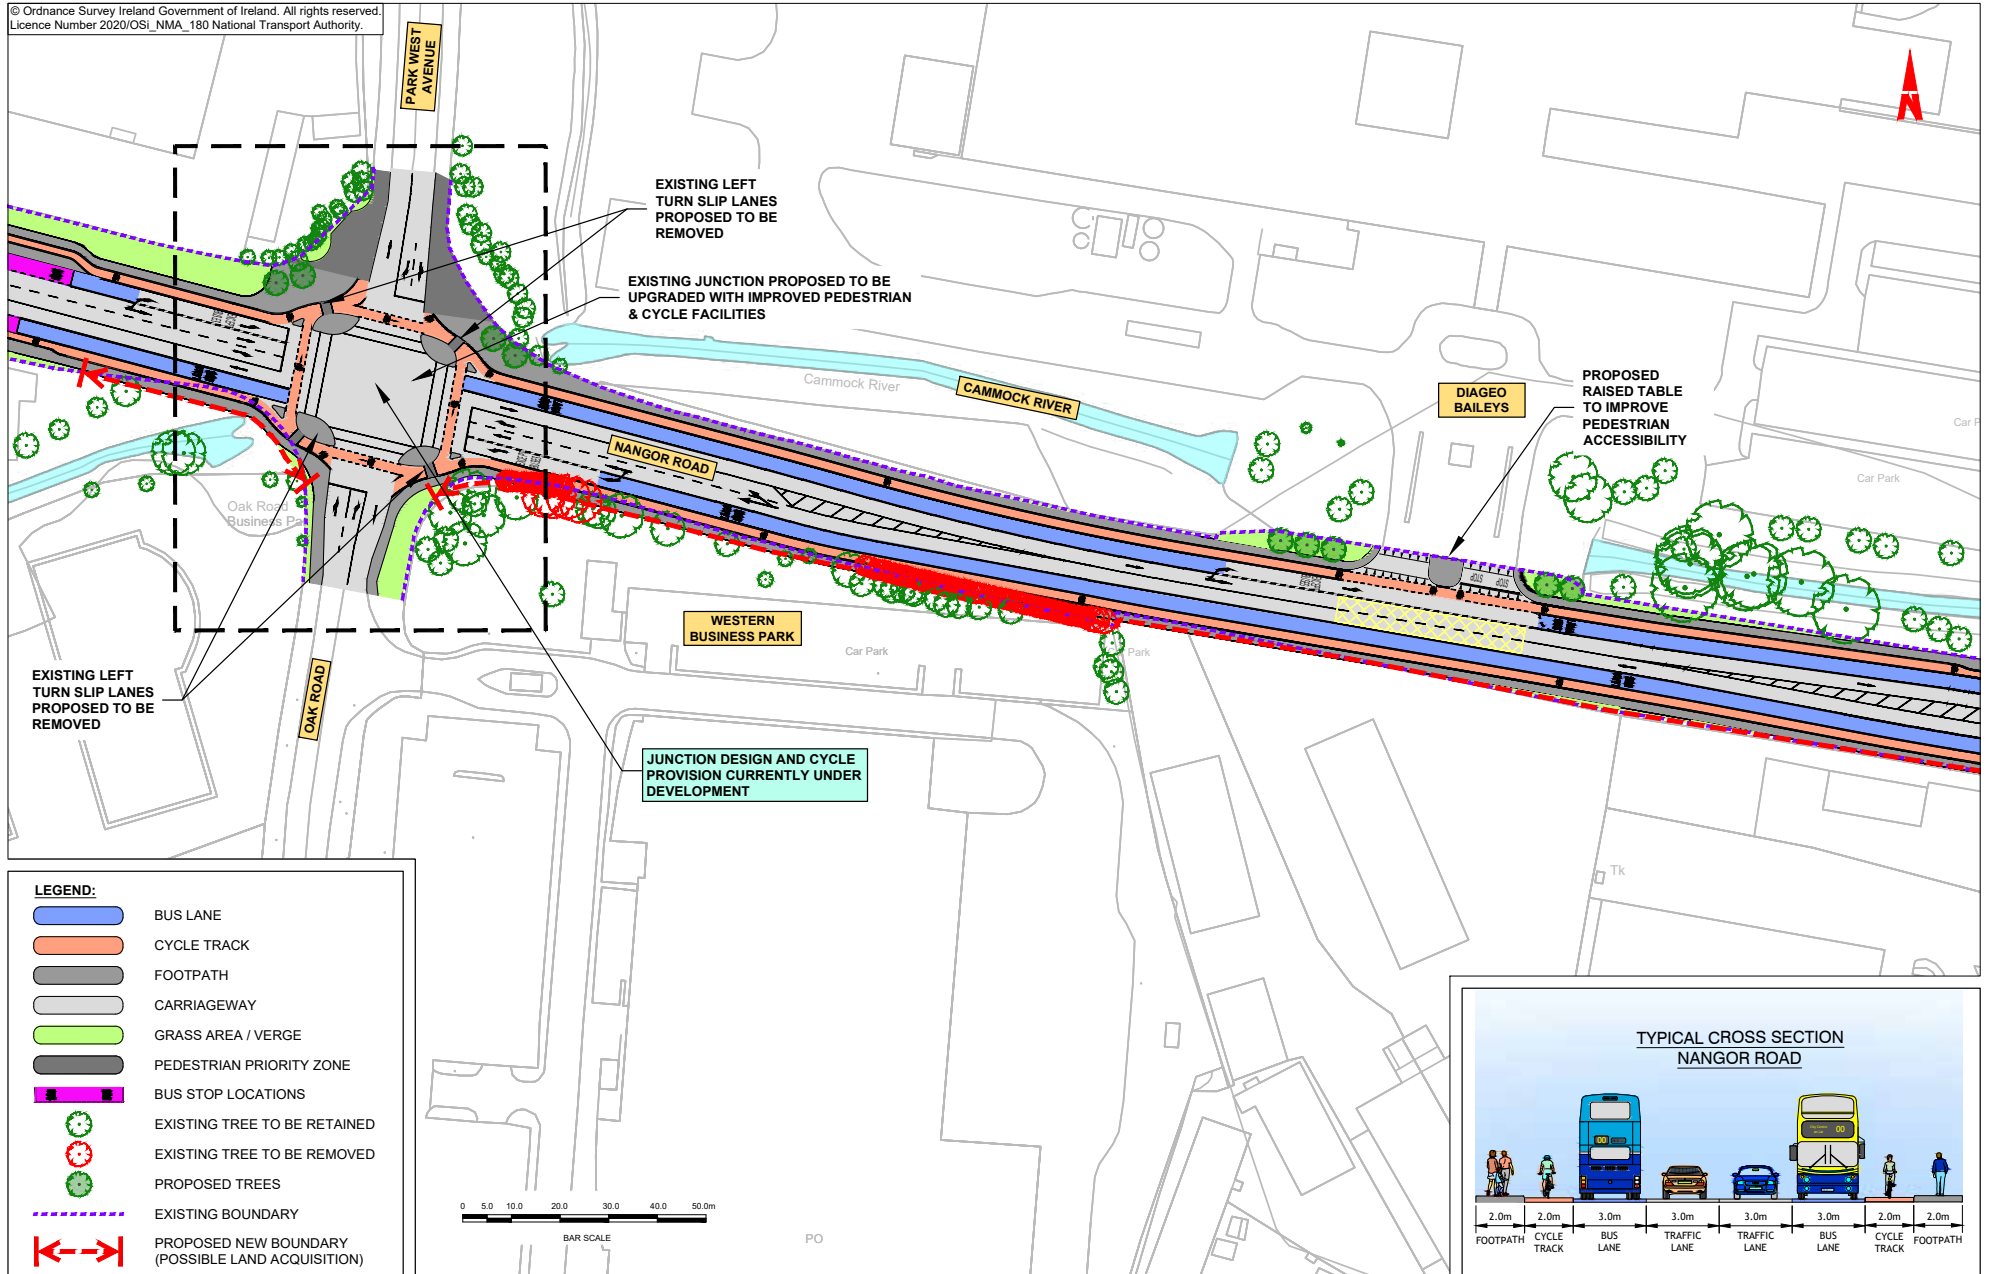 © Ordnance Survey Ireland Government of Ireland. All rights reserved.
Licence Number 2020/OSi_NMA_180 National Transport Authority.
PARK WEST
AVENUE
EXISTING LEFT
TURN SLIP LANES
PROPOSED TO BE
REMOVED
EXISTING JUNCTION PROPOSED TO BE
UPGRADED WITH IMPROVED PEDESTRIAN
& CYCLE FACILITIES
N
Cammock River
CAMMOCK RIVER
DIAGEO
BAILEYS
PROPOSED
RAISED TABLE
TO IMPROVE
PEDESTRIAN
ACCESSIBILITY
Car P
Car Park
NANGOR ROAD
Oak Road
Business Pa
STOP
STOP
WESTERN
BUSINESS PARK
Car Park
Park
EXISTING LEFT
TURN SLIP LANES
PROPOSED TO BE
REMOVED
OAK ROAD
JUNCTION DESIGN AND CYCLE
PROVISION CURRENTLY UNDER
DEVELOPMENT
Tk
LEGEND:
BUS LANE
CYCLE TRACK
FOOTPATH
CARRIAGEWAY
GRASS AREA / VERGE
PEDESTRIAN PRIORITY ZONE
BUS STOP LOCATIONS
EXISTING TREE TO BE RETAINED
EXISTING TREE TO BE REMOVED
PROPOSED TREES
EXISTING BOUNDARY
PROPOSED NEW BOUNDARY
(POSSIBLE LAND ACQUISITION)
0 5.0 10.0 20.0 30.0 40.0 50.0m
BAR SCALE
PO
TYPICAL CROSS SECTION
NANGOR ROAD
00
00
2.0m 2.0m 3.0m 3.0m 3.0m 3.0m 2.0m 2.0m
FOOTPATH CYCLE TRACK BUS LANE TRAFFIC LANE TRAFFIC LANE BUS LANE CYCLE TRACK FOOTPATH